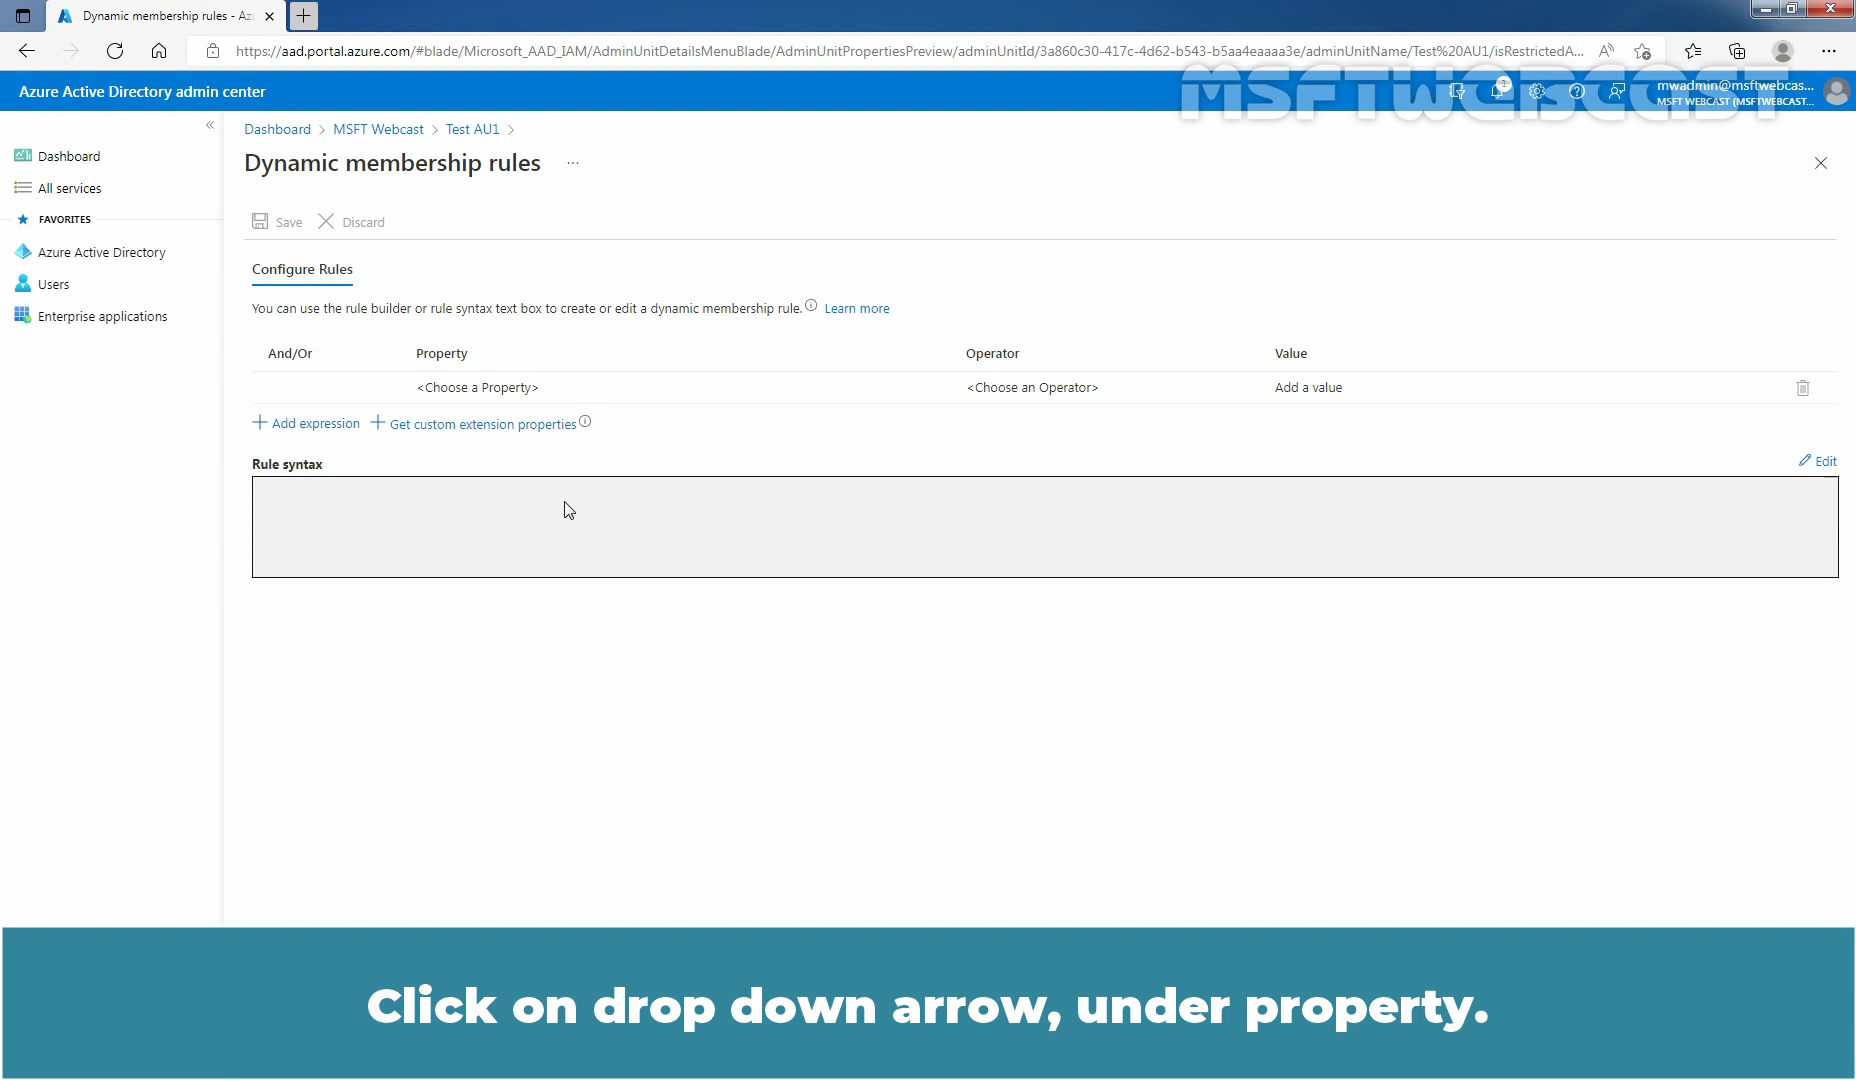 Dynamic membership rules - Az
https://aad.portal.azure.com/#blade/Microsoft_AAD_IAM/AdminUnitDetailsMenuBlade/AdminUnitPropertiesPreview/adminUnitId/3a860c30-417c-4d62-b543-b5aa4eaaaa3e/adminUnitName/Test%20AU1/isRestrictedA...
MSFTWEBCAST
Azure Active Directory admin center
1
mwadmin@msftwebcas...
MSFT WEBCAST (MSFTWEBCAST....
Dashboard > MSFT Webcast > Test AU1 >
Dynamic membership rules ...
Dashboard
All services
FAVORITES
Azure Active Directory
Users
Enterprise applications
Save Discard
Configure Rules
You can use the rule builder or rule syntax text box to create or edit a dynamic membership rule. Learn more
And/Or Property Operator Value
<Choose a Property> <Choose an Operator> Add a value
+ Add expression + Get custom extension properties
Rule syntax
Edit
Click on drop down arrow, under property.